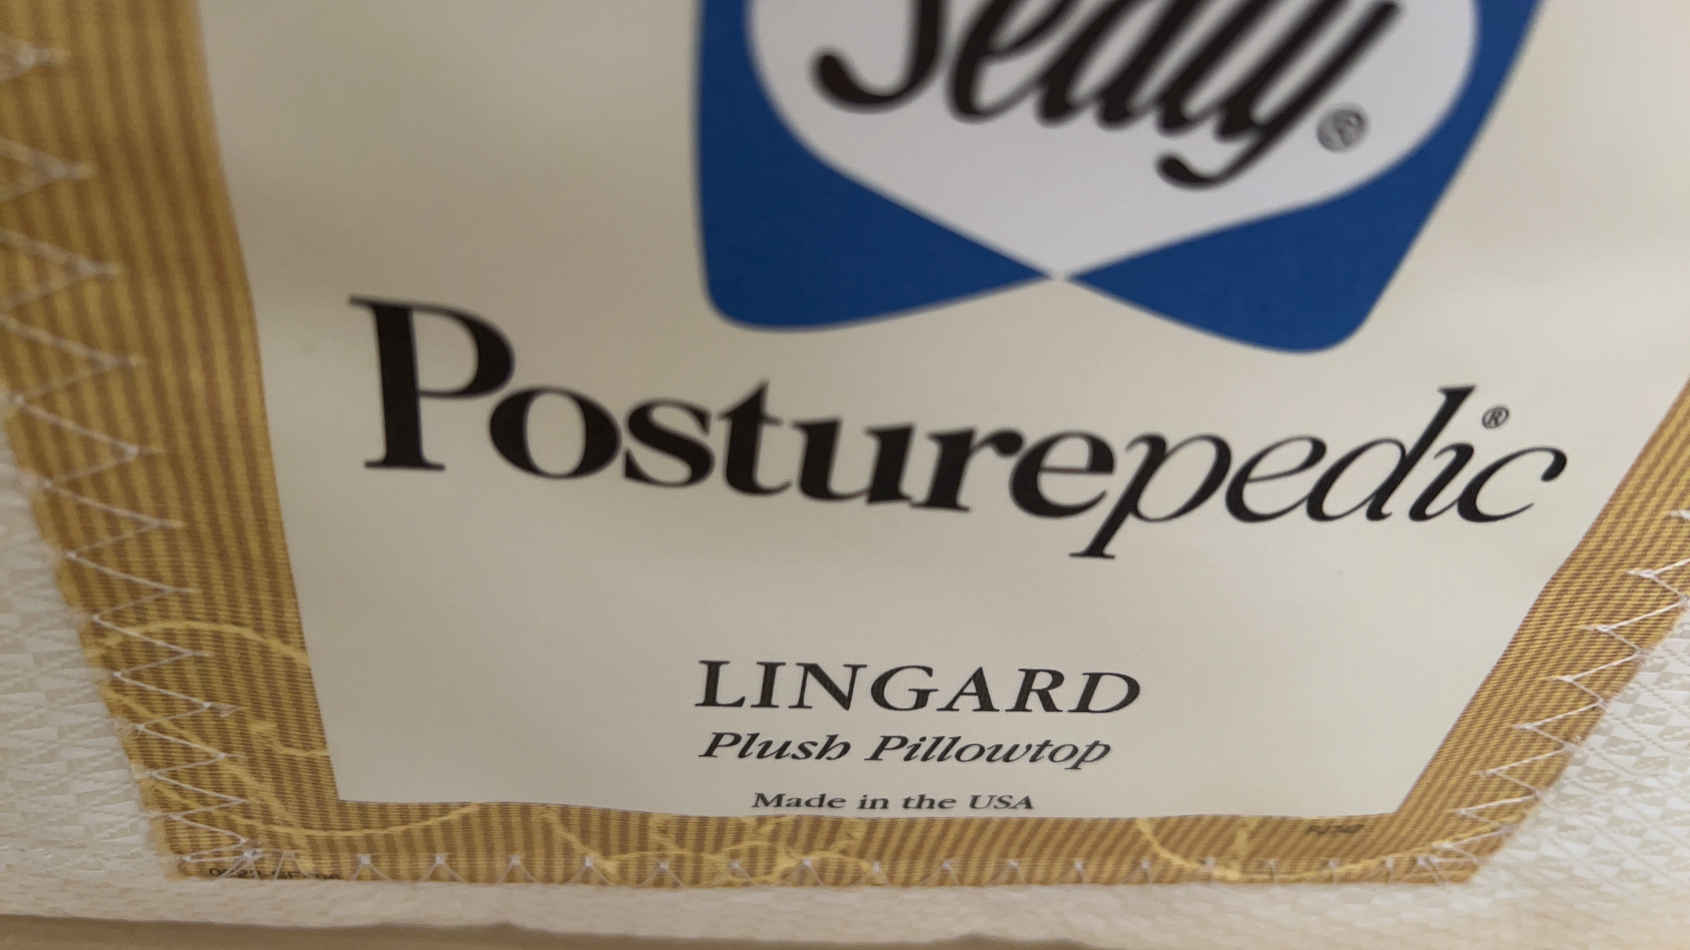 Sealy®
Posturepedic®
LINGARD
Plush Pillowtop
Made in the USA